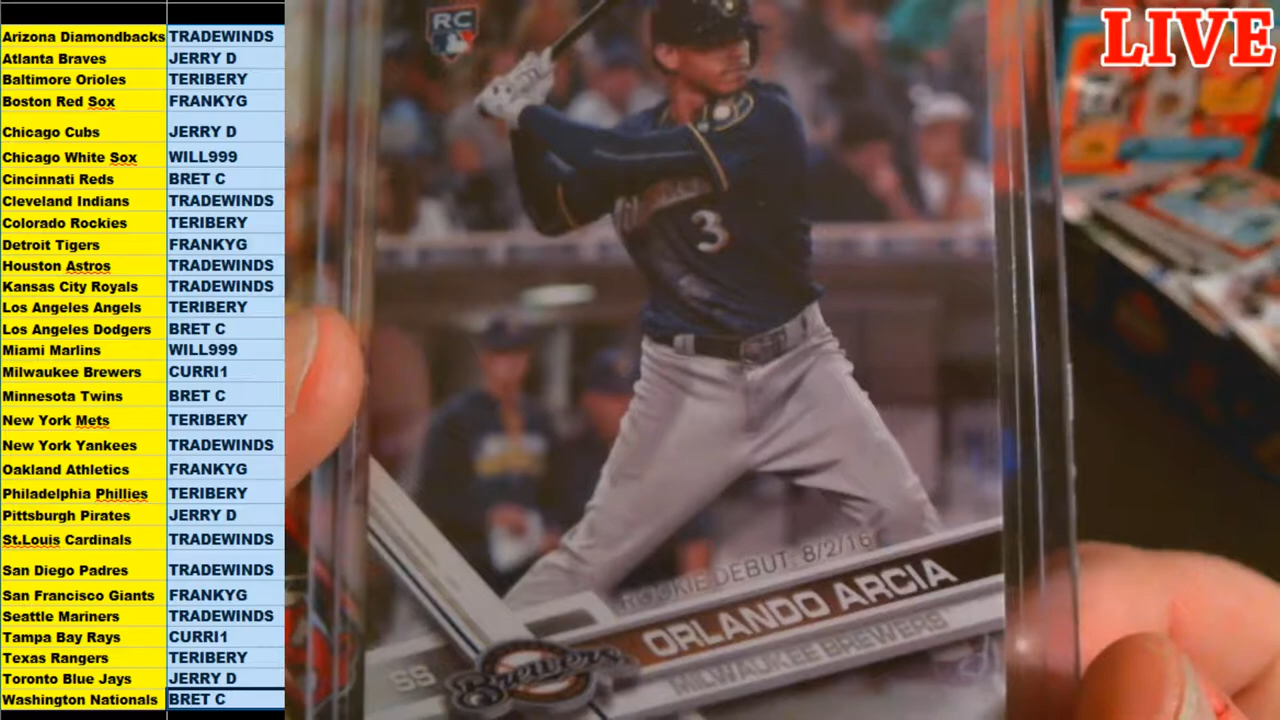 Arizona Diamondbacks TRADEWINDS
Atlanta Braves JERRY D
Baltimore Orioles TERIBERY
Boston Red Sox FRANKYG
Chicago Cubs JERRY D
Chicago White Sox WILL999
Cincinnati Reds BRET C
Cleveland Indians TRADEWINDS
Colorado Rockies TERIBERY
Detroit Tigers FRANKYG
Houston Astros TRADEWINDS
Kansas City Royals TRADEWINDS
Los Angeles Angels TERIBERY
Los Angeles Dodgers BRET C
Miami Marlins WILL999
Milwaukee Brewers CURRI1
Minnesota Twins BRET C
New York Mets TERIBERY
New York Yankees TRADEWINDS
Oakland Athletics FRANKYG
Philadelphia Phillies TERIBERY
Pittsburgh Pirates JERRY D
St.Louis Cardinals TRADEWINDS
San Diego Padres TRADEWINDS
San Francisco Giants FRANKYG
Seattle Mariners TRADEWINDS
Tampa Bay Rays CURRI1
Texas Rangers TERIBERY
Toronto Blue Jays JERRY D
Washington Nationals BRET C
RC
3
ROOKIE DEBUT: 8/2/16
ORLANDO ARCIA
MILWAUKEE BREWERS
SS
Brewers
LIVE